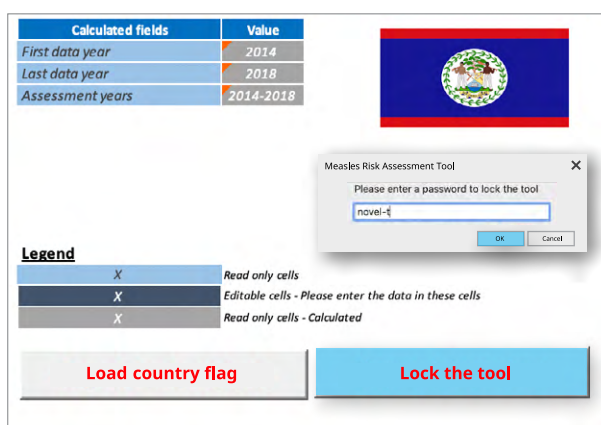 Calculated fields Value
First data year 2014
Last data year 2018
Assessment years 2014-2018
Measles Risk Assessment Tool X
Please enter a password to lock the tool
novel-t
OK Cancel
Legend
X Read only cells
X Editable cells - Please enter the data in these cells
X Read only cells - Calculated
Load country flag Lock the tool